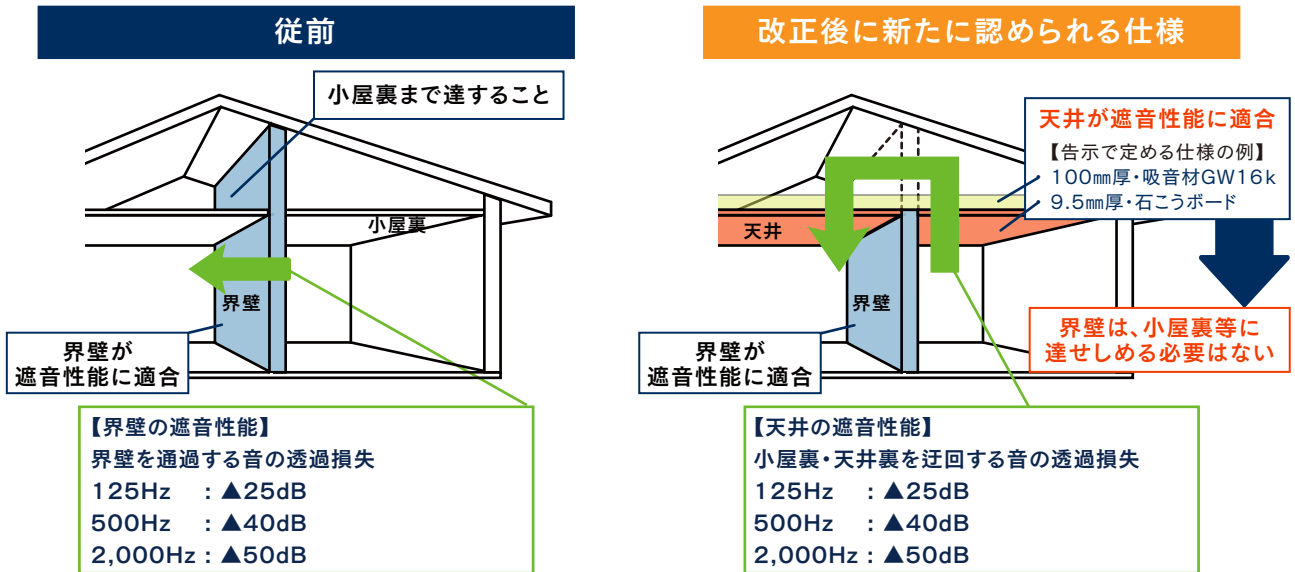 従前
小屋裏まで達すること
小屋裏
界壁
界壁が
遮音性能に適合
【界壁の遮音性能】
界壁を通過する音の透過損失
125Hz : ▲25dB
500Hz : ▲40dB
2,000Hz : ▲50dB
改正後に新たに認められる仕様
天井が遮音性能に適合
【告示で定める仕様の例】
・100㎜厚・吸音材GW16k
・9.5㎜厚・石こうボード
天井
界壁
界壁は、小屋裏等に
達せしめる必要はない
界壁が
遮音性能に適合
【天井の遮音性能】
小屋裏・天井裏を迂回する音の透過損失
125Hz : ▲25dB
500Hz : ▲40dB
2,000Hz : ▲50dB